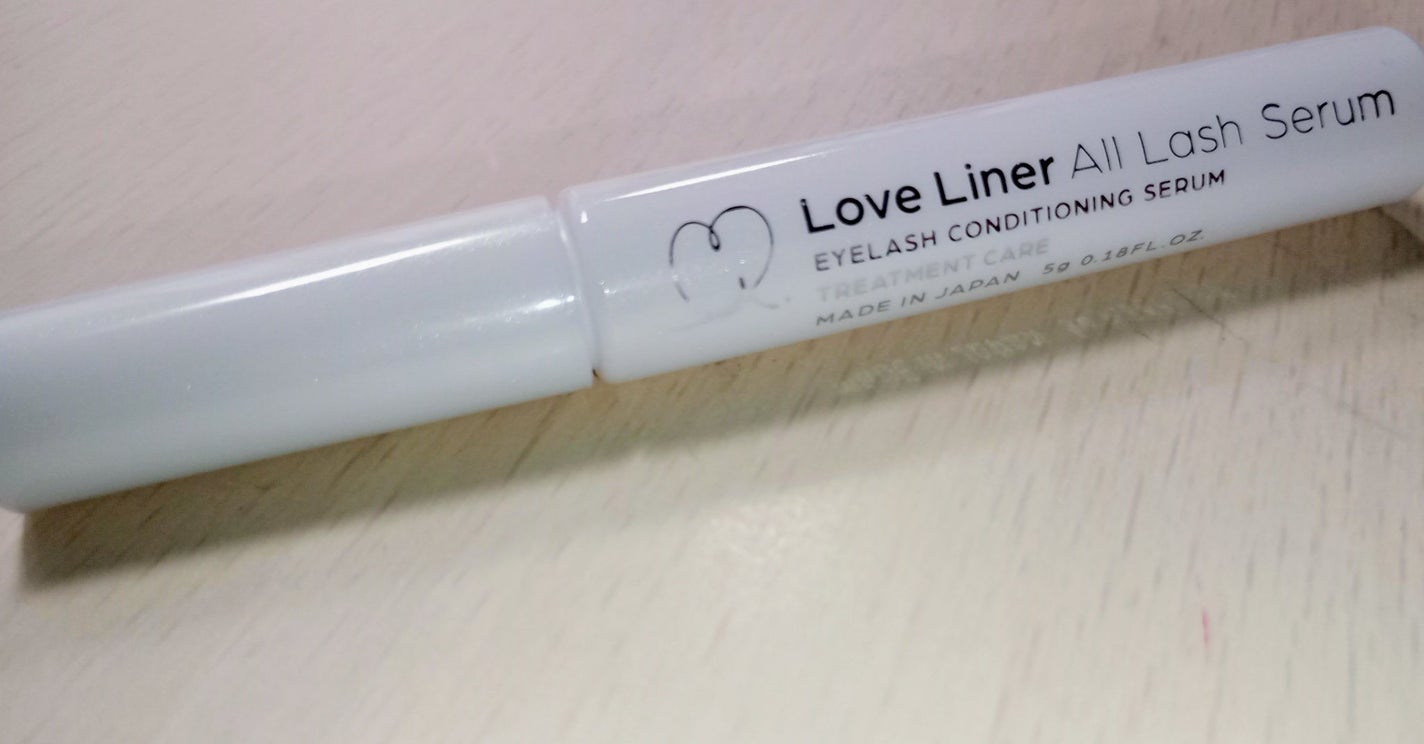 Love Liner All Lash Serum
EYELASH CONDITIONING SERUM
TREATMENT CARE
MADE IN JAPAN 5g 0.18FL.OZ.